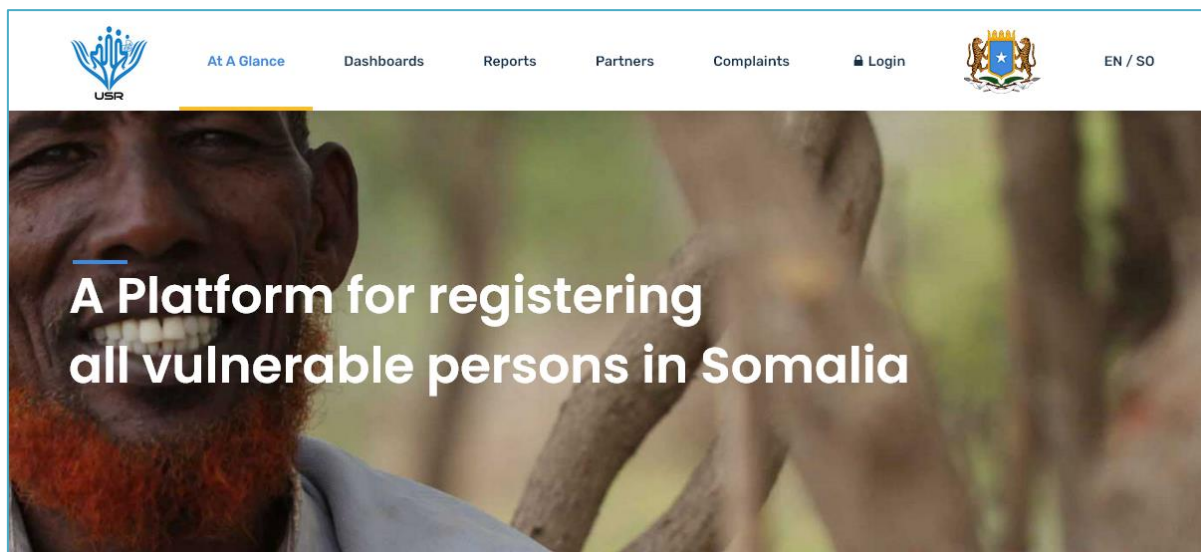 USR
At A Glance
Dashboards
Reports
Partners
Complaints
Login
EN / SO
A Platform for registering
all vulnerable persons in Somalia